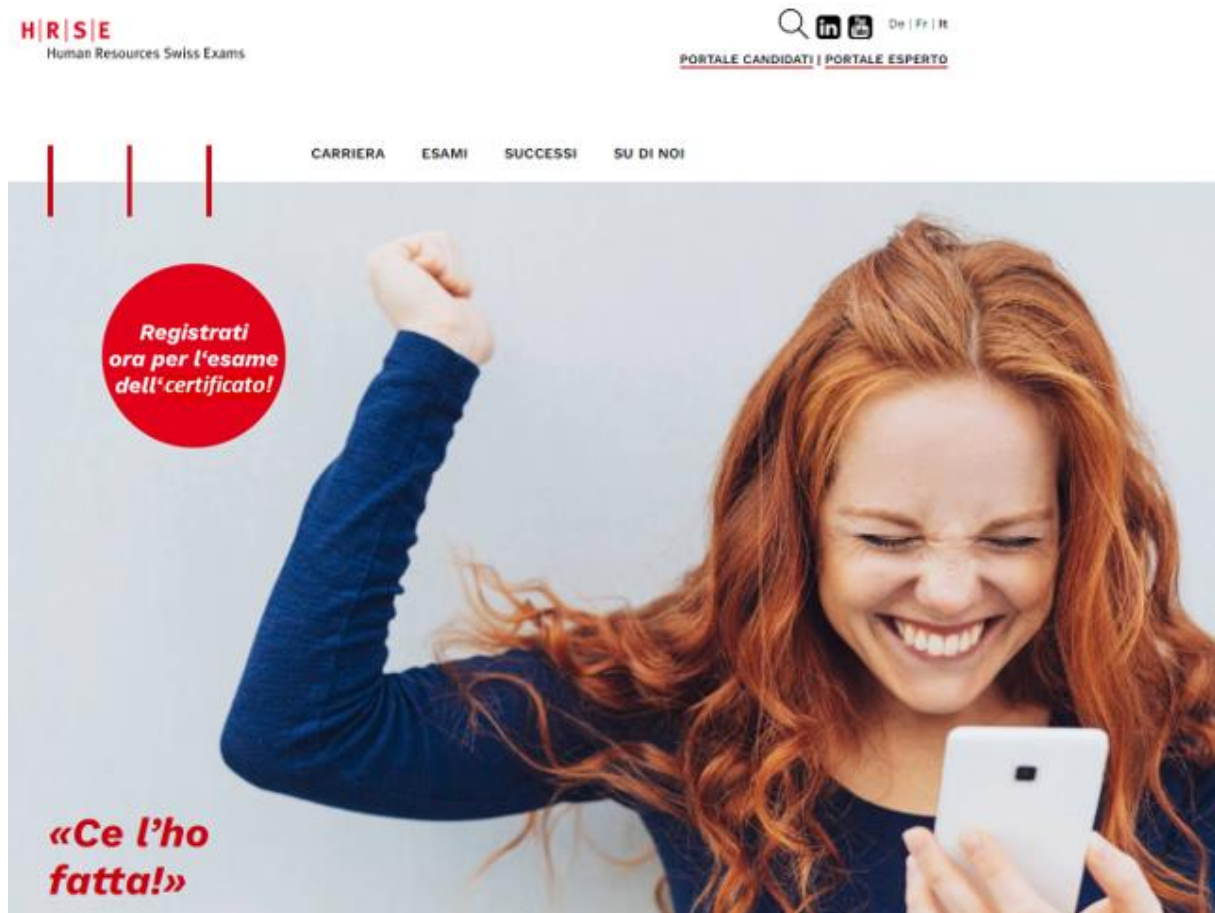 H|R|S|E
Human Resources Swiss Exams
De | Fr | It
PORTALE CANDIDATI | PORTALE ESPERTO
CARRIERA ESAMI SUCCESSI SU DI NOI
Registrati
ora per l‘esame
dell‘certificato!
«Ce l’ho
fatta!»